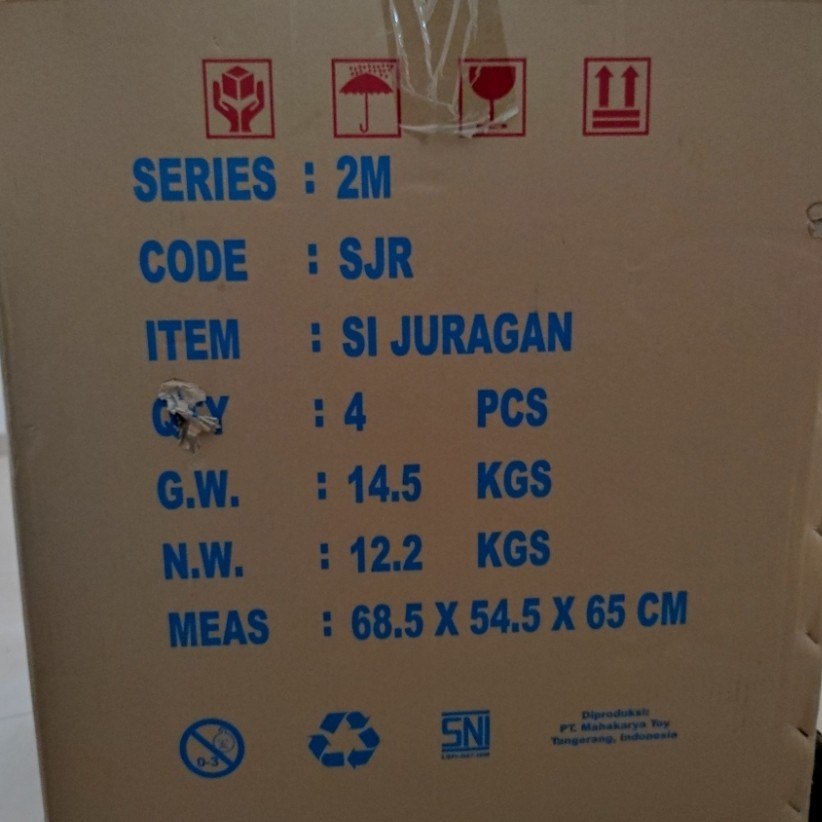 SERIES : 2M
CODE : SJR
ITEM : SI JURAGAN
QTY : 4 PCS
G.W. : 14.5 KGS
N.W. : 12.2 KGS
MEAS : 68.5 X 54.5 X 65 CM
0-3
SNI
Diproduksi:
PT. Mahakarya Toy
Tangerang, Indonesia